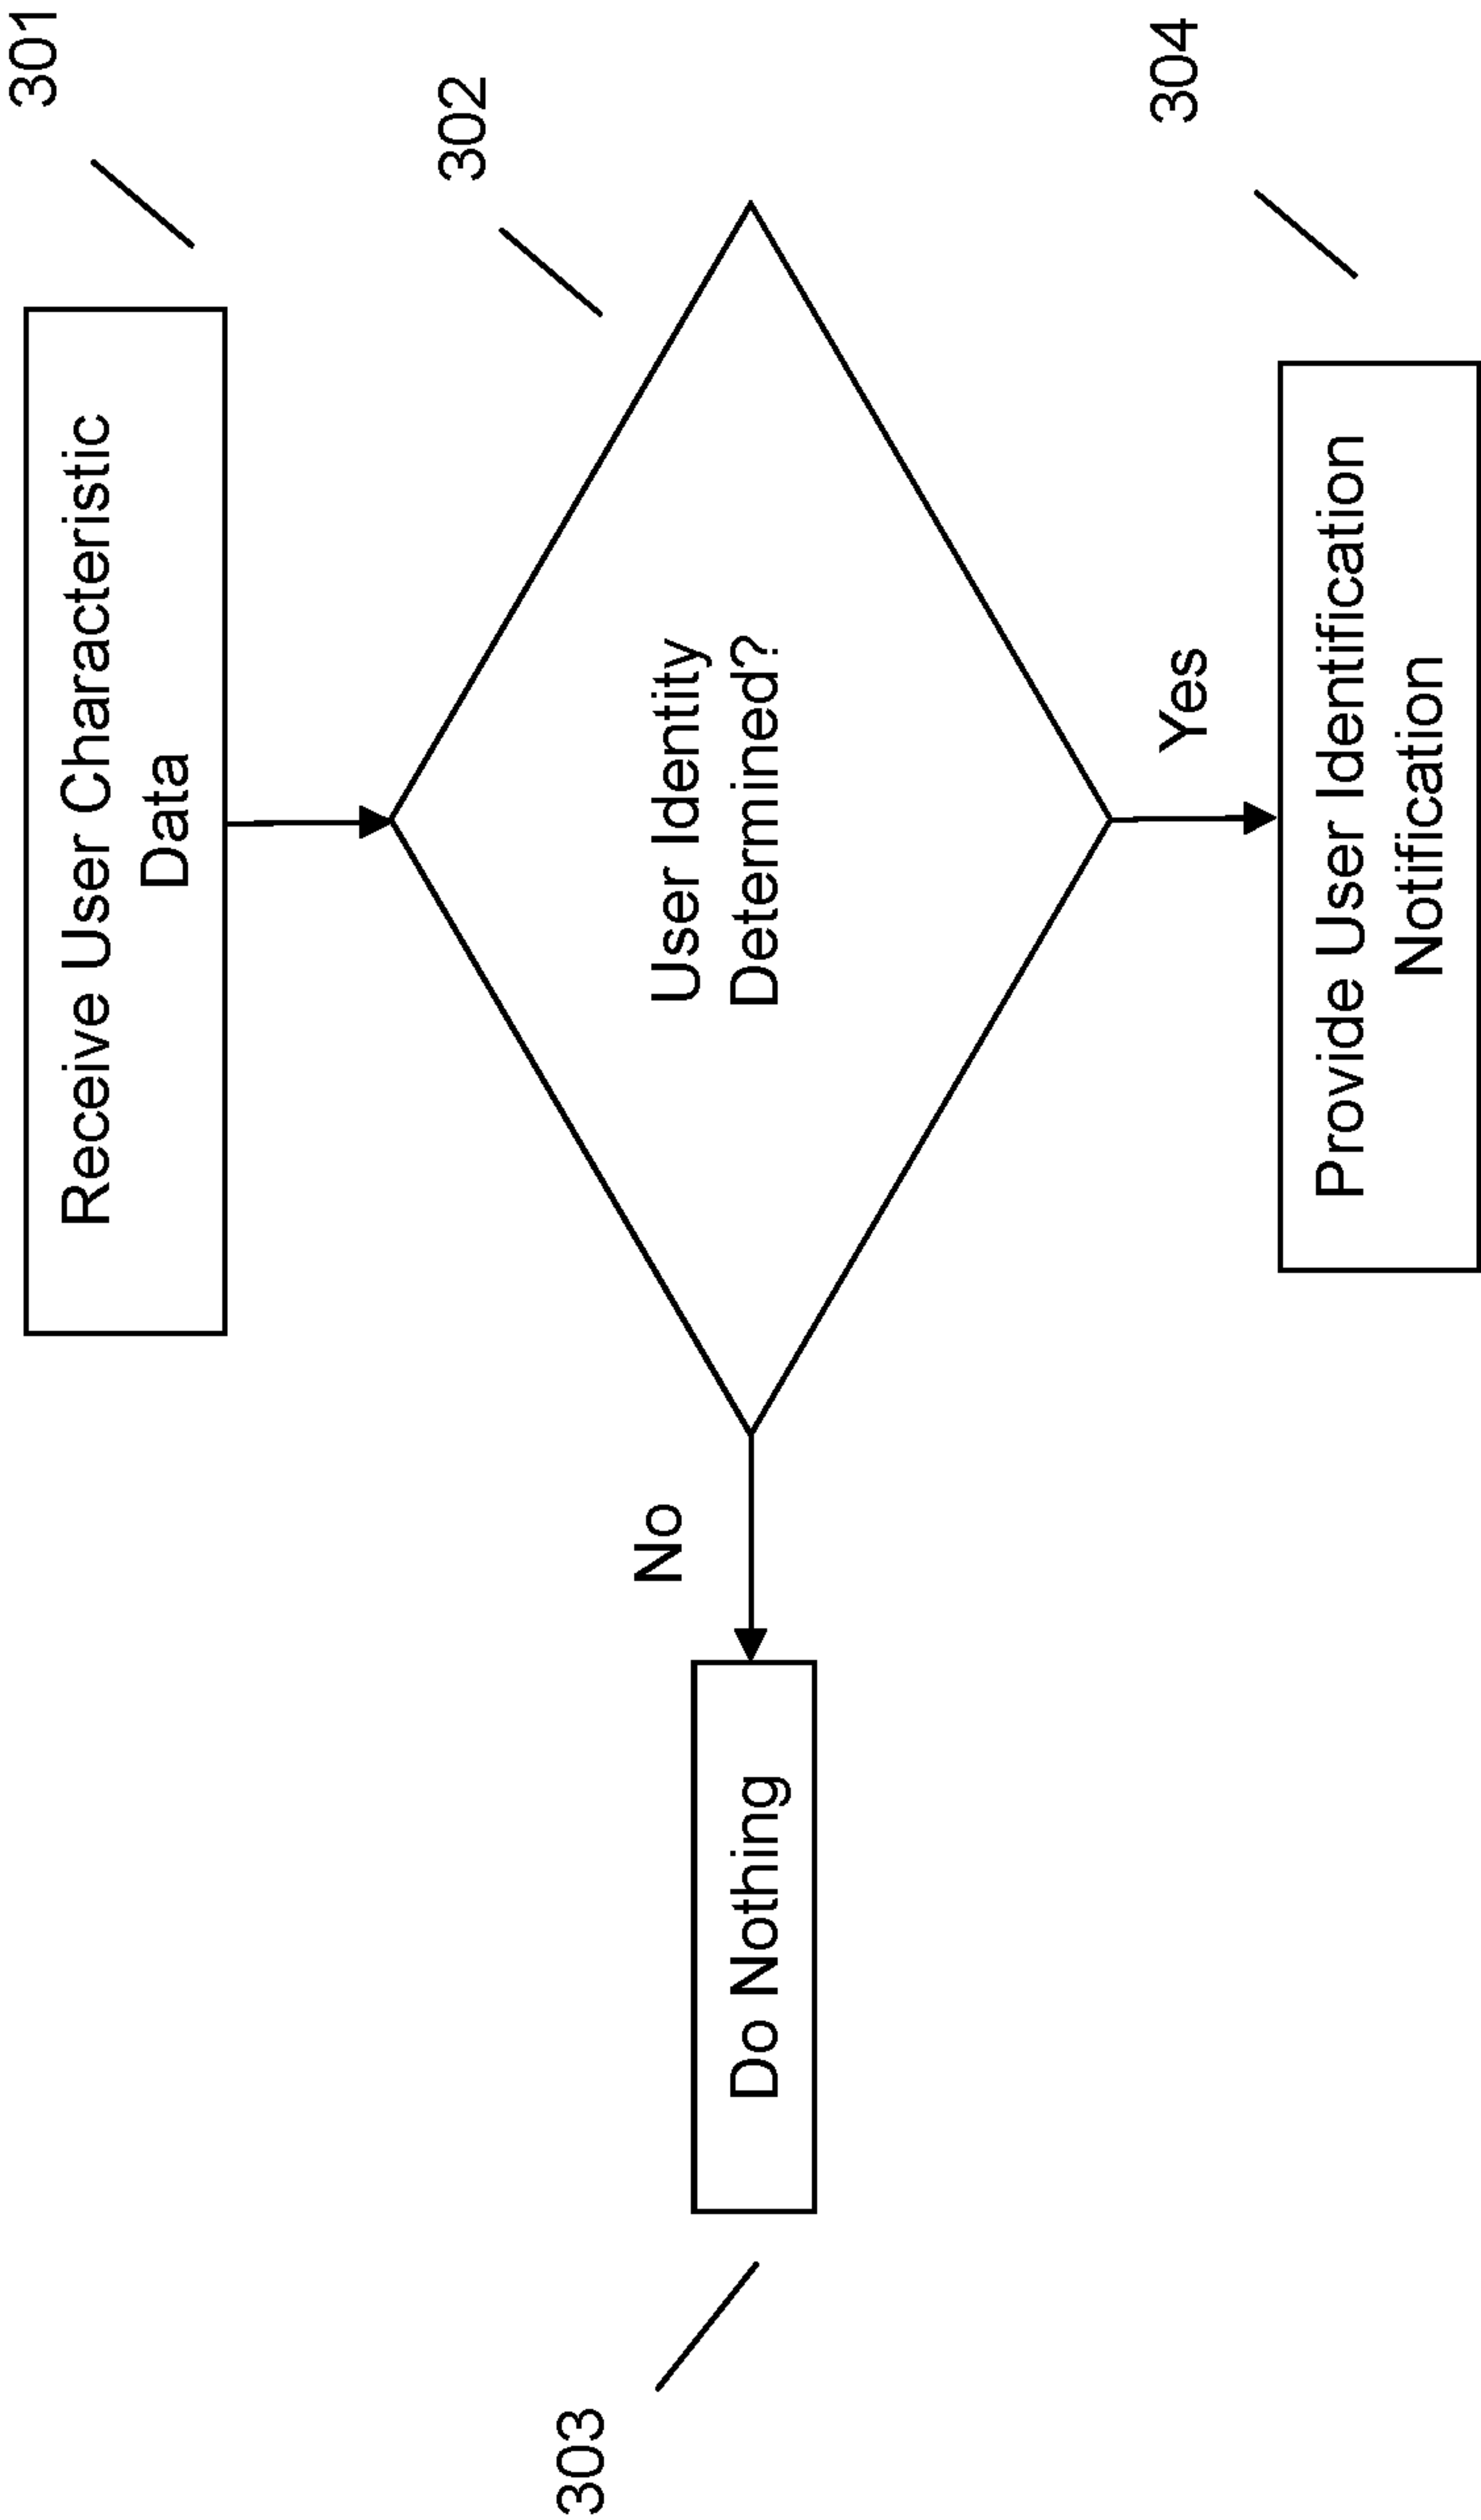 301
Receive User Characteristic
Data
302
User Identity
Determined?
No
Do Nothing
303
Yes
304
Provide User Identification
Notification